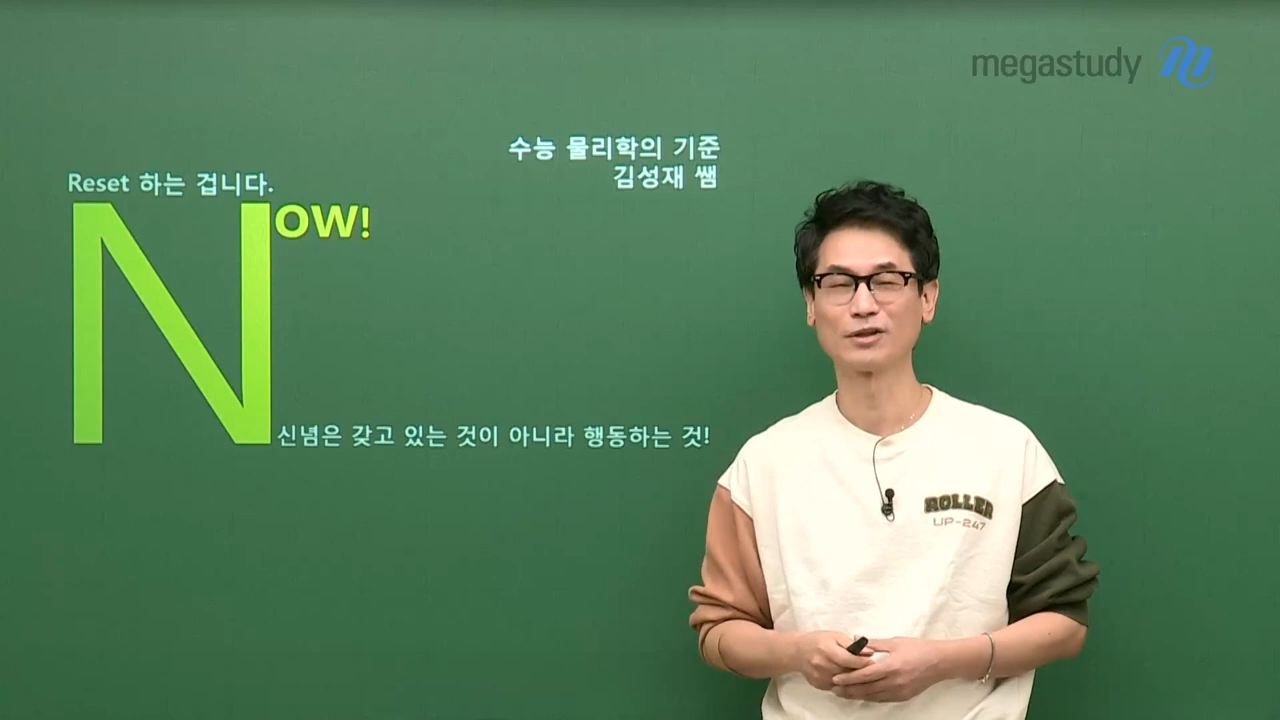 megastudy
수능 물리학의 기준
김성재 쌤
Reset 하는 겁니다.
NOW!
신념은 갖고 있는 것이 아니라 행동하는 것!
ROLLER
UP-247